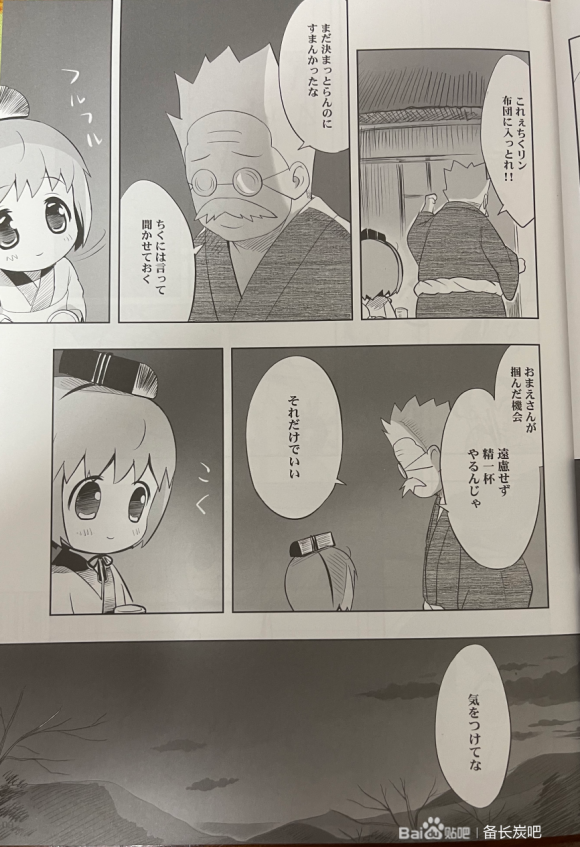 これぇちくリン
布団に入っとれ!!
まだ決まっとらんのに
すまんかったな
ちくには言って
聞かせておく
フルフル
おまえさんが
掴んだ機会
遠慮せず
精一杯
やるんじゃ
それだけでいい
こく
気をつけてな
Bai贴吧 | 备长炭吧